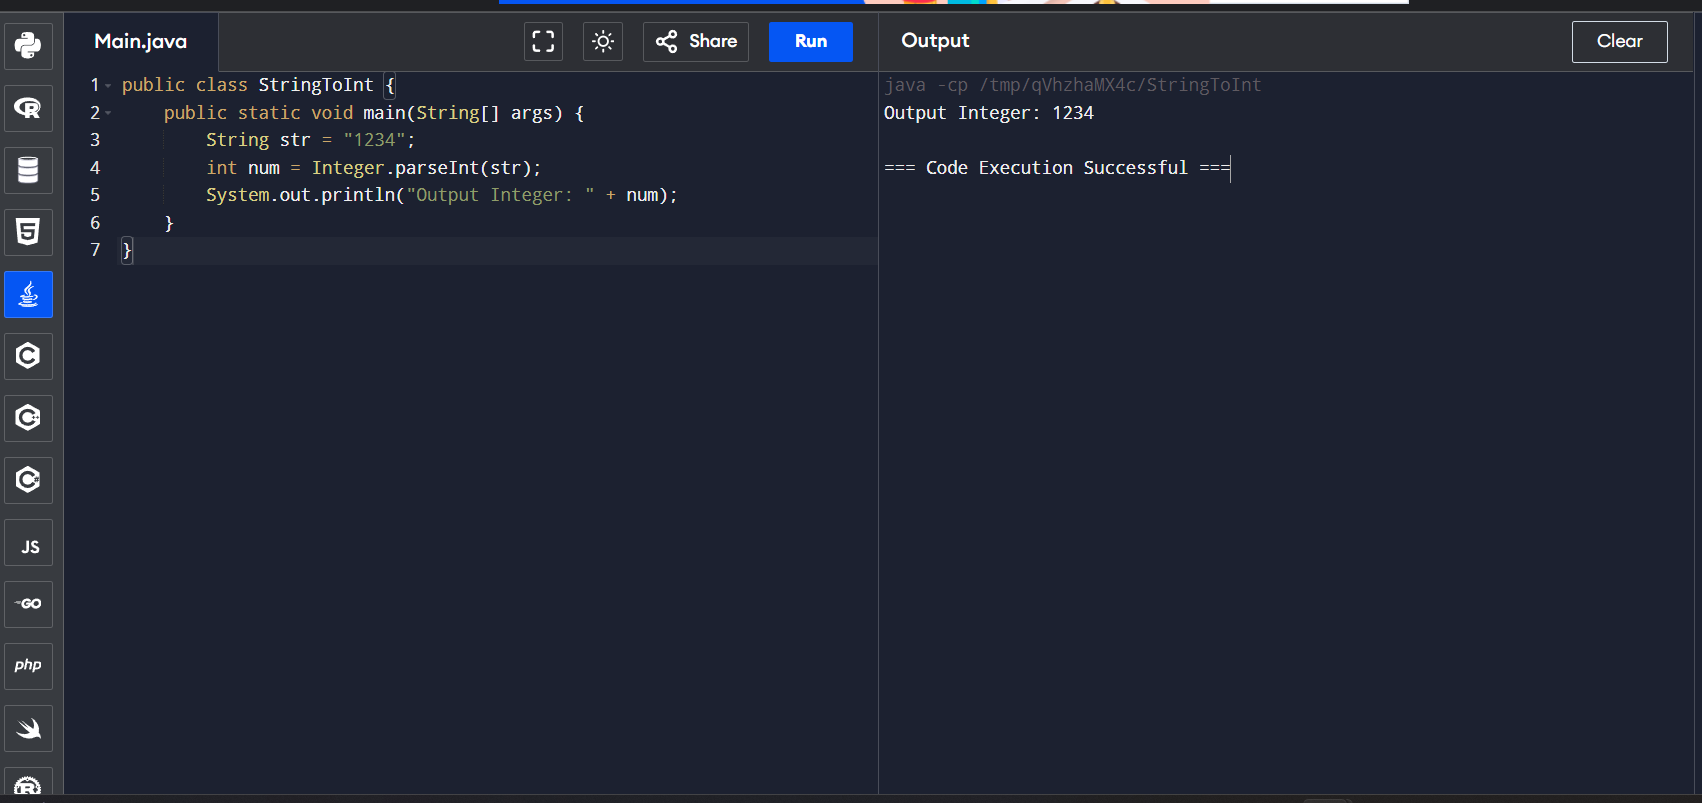 Main.java
Share
Run
Output
Clear
1 public class StringToInt {
2     public static void main(String[] args) {
3         String str = "1234";
4         int num = Integer.parseInt(str);
5         System.out.println("Output Integer: " + num);
6     }
7 }
java -cp /tmp/qVhzhaMX4c/StringToInt
Output Integer: 1234
=== Code Execution Successful ===
R
5
C
C++
C#
JS
GO
php
R